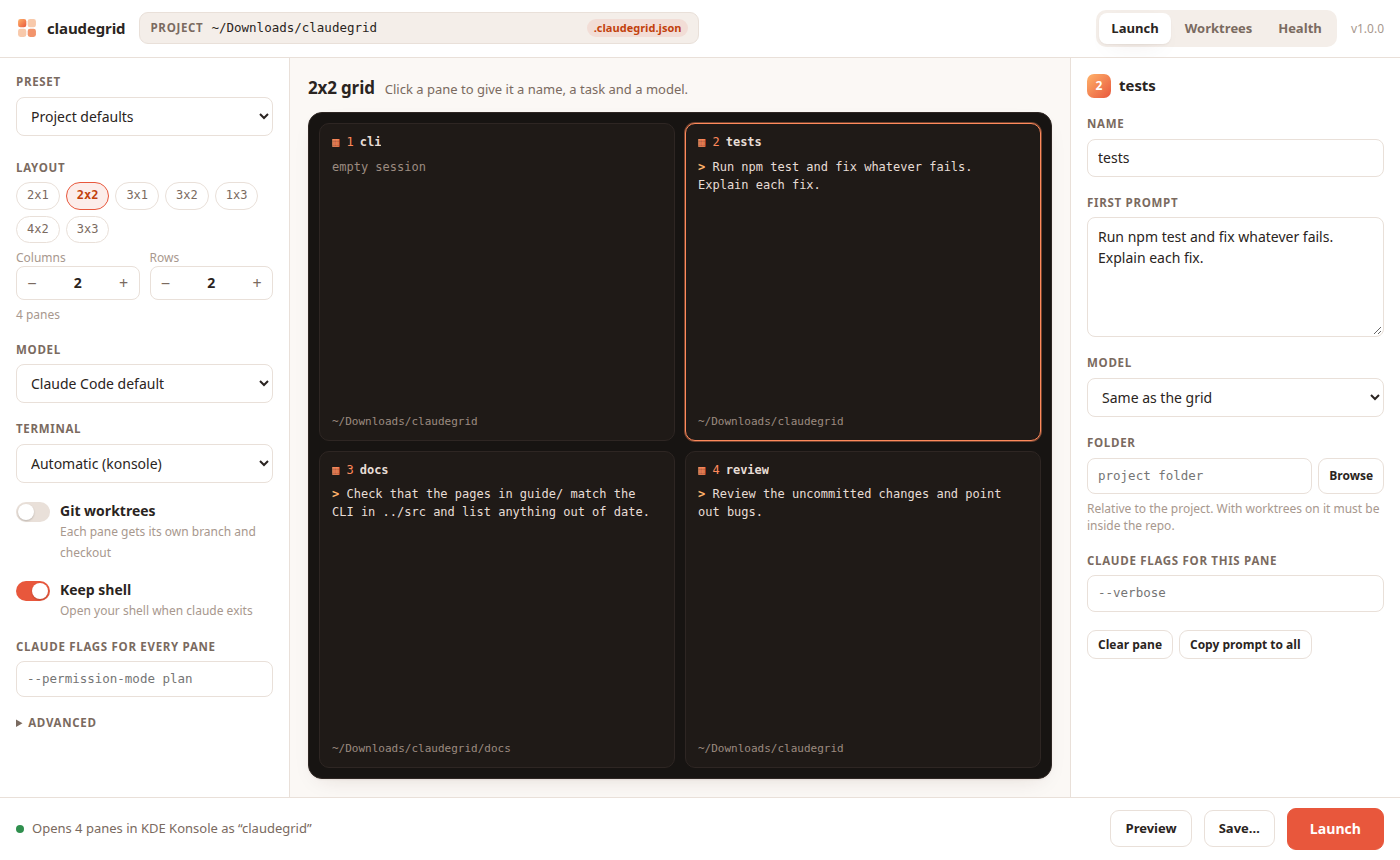 claudegrid
PROJECT ~/Downloads/claudegrid .claudegrid.json
Launch Worktrees Health v1.0.0
PRESET
Project defaults
LAYOUT
2x1 2x2 3x1 3x2 1x3
4x2 3x3
Columns Rows
− 2 + − 2 +
4 panes
MODEL
Claude Code default
TERMINAL
Automatic (konsole)
Git worktrees
Each pane gets its own branch and
checkout
Keep shell
Open your shell when claude exits
CLAUDE FLAGS FOR EVERY PANE
--permission-mode plan
ADVANCED
2x2 grid Click a pane to give it a name, a task and a model.
1 cli
empty session
~/Downloads/claudegrid
2 tests
> Run npm test and fix whatever fails.
Explain each fix.
~/Downloads/claudegrid
3 docs
> Check that the pages in guide/ match the
CLI in ../src and list anything out of date.
~/Downloads/claudegrid/docs
4 review
> Review the uncommitted changes and point
out bugs.
~/Downloads/claudegrid
2 tests
NAME
tests
FIRST PROMPT
Run npm test and fix whatever fails.
Explain each fix.
MODEL
Same as the grid
FOLDER
project folder Browse
Relative to the project. With worktrees on it must be
inside the repo.
CLAUDE FLAGS FOR THIS PANE
--verbose
Clear pane Copy prompt to all
Opens 4 panes in KDE Konsole as “claudegrid”
Preview Save... Launch